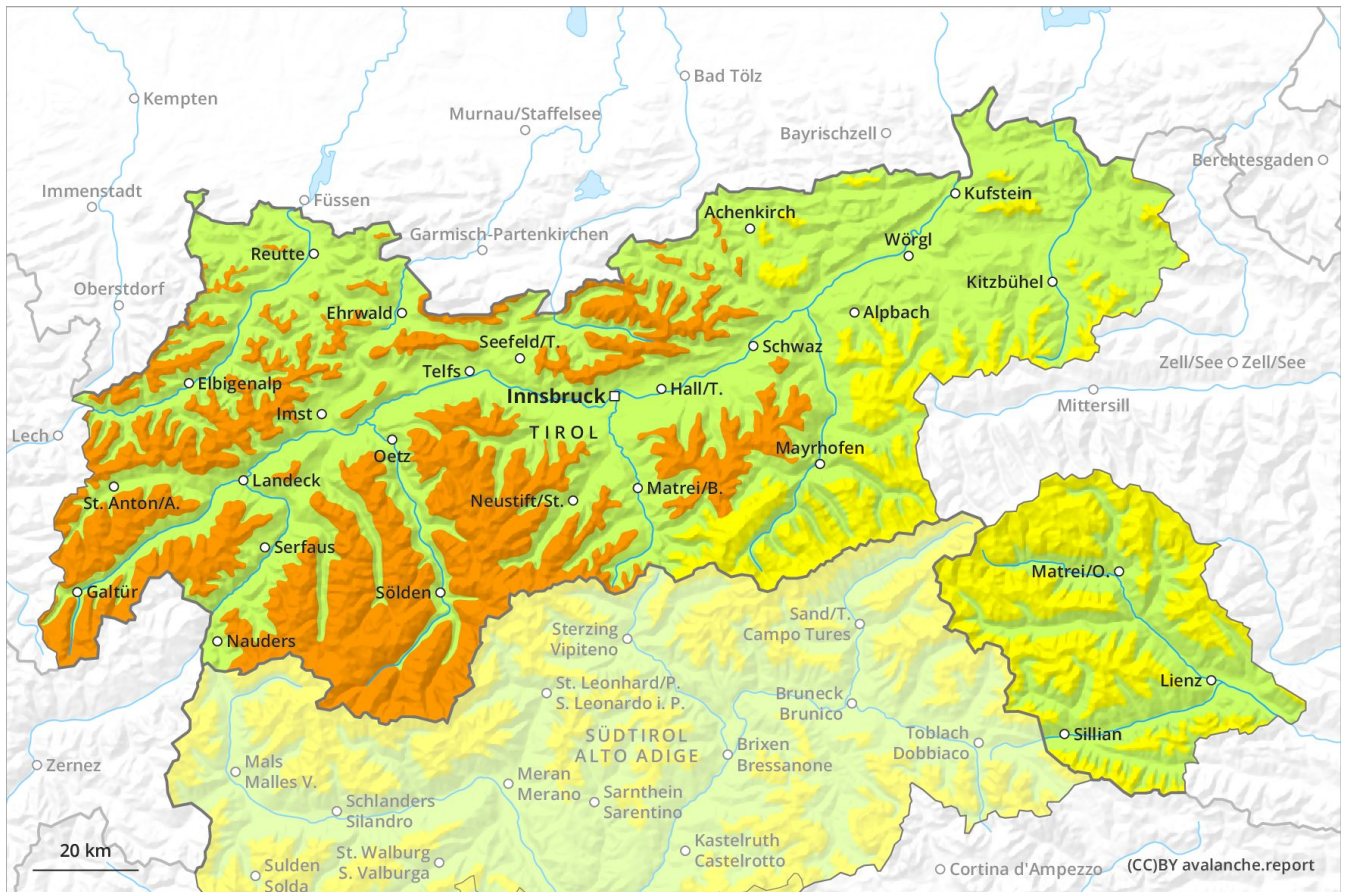 Bad Tölz
Kempten
Murnau/Staffelsee
Bayrischzell
Berchtesgaden
Immenstadt
Füssen
Kufstein
Achenkirch
Garmisch-Partenkirchen
Wörgl
Reutte
Kitzbühel
Oberstdorf
Ehrwald
Alpbach
Seefeld/T.
Schwaz
Zell/See
Zell/See
Telfs
Elbigenalp
Hall/T.
Innsbruck
Mittersill
Imst
Lech
TIROL
Mayrhofen
Oetz
Landeck
Matrei/B.
St. Anton/A.
Neustift/St.
Serfaus
Matrei/O.
Galtür
Sölden
Sand/T.
Campo Tures
Sterzing
Vipiteno
Nauders
Lienz
St. Leonhard/P.
S. Leonardo i. P.
Bruneck
Brunico
Sillian
SÜDTIROL
ALTO ADIGE
Toblach
Dobbiaco
Brixen
Bressanone
Zernez
Mals
Malles V.
Meran
Merano
Sarnthein
Sarentino
Schlanders
Silandro
Kastelruth
Castelrotto
20 km
St. Walburg
S. Valburga
Sulden
Solda
Cortina d'Ampezzo
(CC)BY avalanche.report